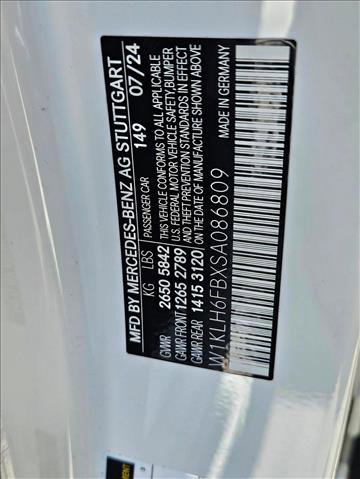 MFD BY MERCEDES-BENZ AG STUTTGART
PASSENGER CAR 149 07/24
KG LBS
GVWR 2650 5842
GAWR FRONT 1265 2789
GAWR REAR 1415 3120
THIS VEHICLE CONFORMS TO ALL APPLICABLE
U.S. FEDERAL MOTOR VEHICLE SAFETY,BUMPER
AND THEFT PREVENTION STANDARDS IN EFFECT
ON THE DATE OF MANUFACTURE SHOWN ABOVE
MADE IN GERMANY
W1KLH6FBXSA086809